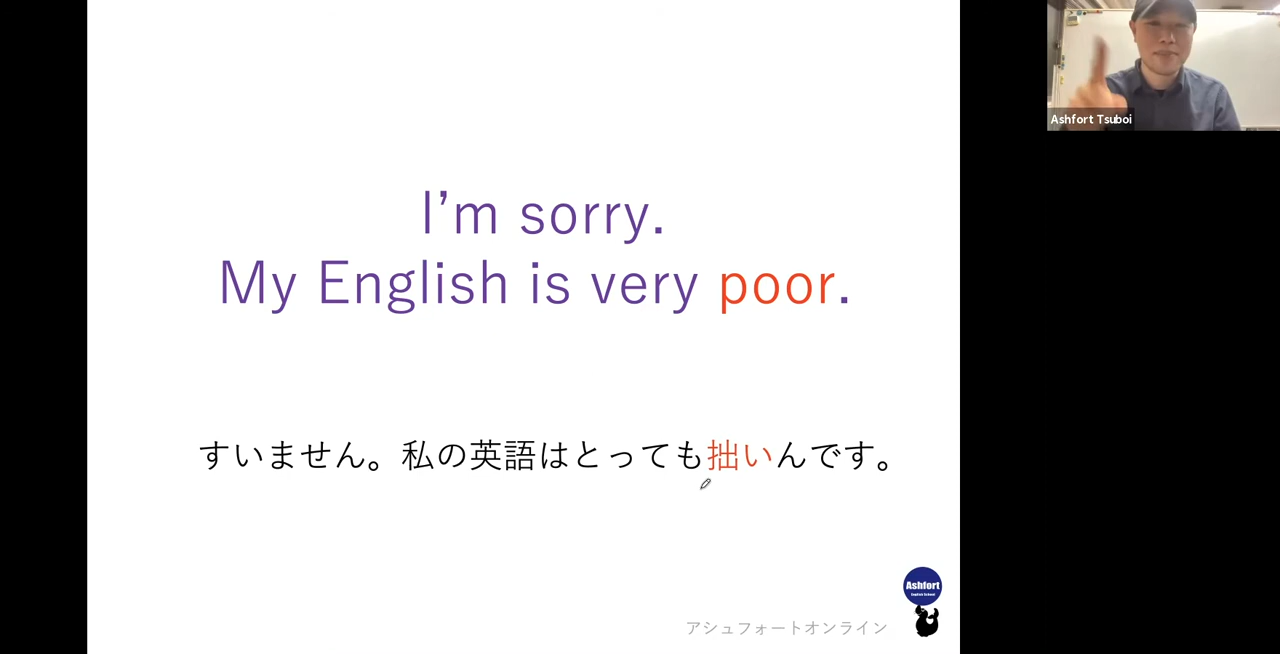 I’m sorry.
My English is very poor.
すいません。私の英語はとっても拙いんです。
Ashfort Tsuboi
Ashfort
English School
アシュフォートオンライン